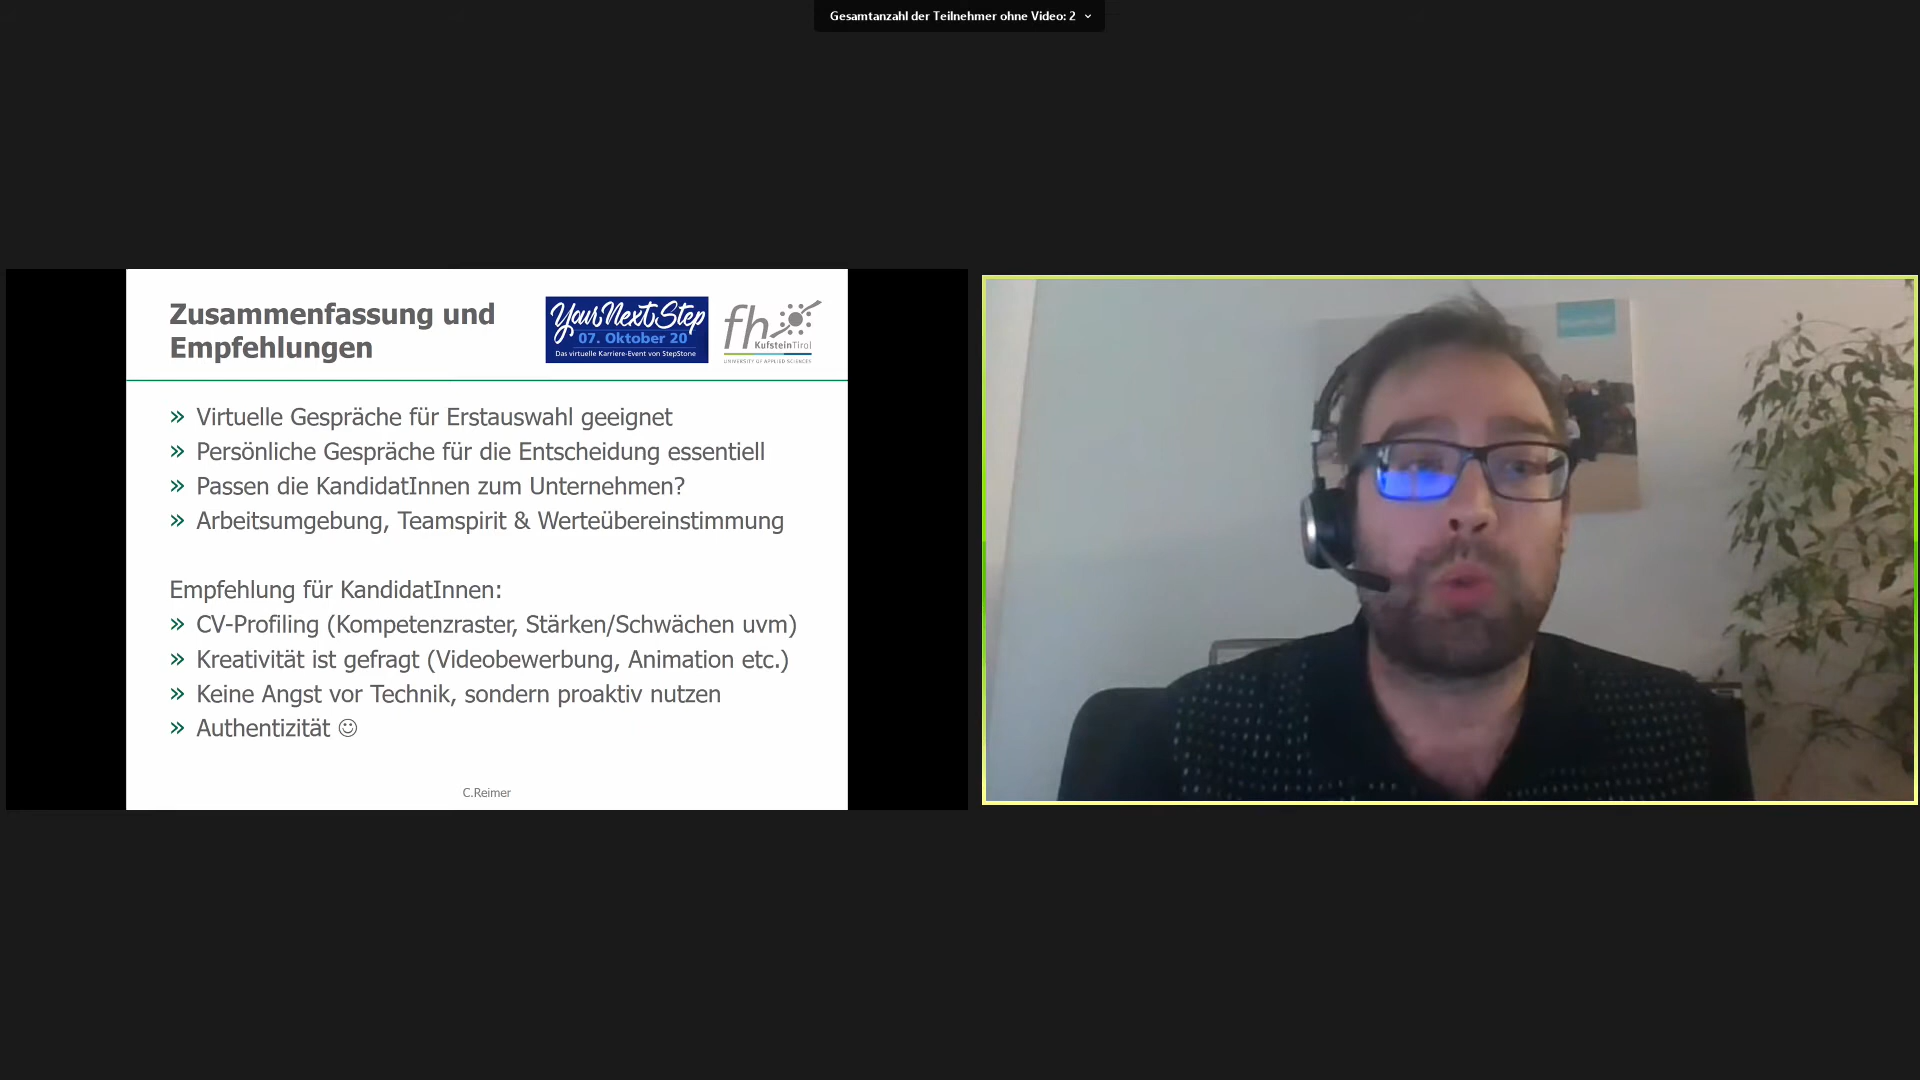 Gesamtanzahl der Teilnehmer ohne Video: 2
Zusammenfassung und
Empfehlungen
Your Next Step
07. Oktober 20
Das virtuelle Karriere-Event von StepStone
fh
KufsteinTirol
UNIVERSITY OF APPLIED SCIENCES
» Virtuelle Gespräche für Erstauswahl geeignet
» Persönliche Gespräche für die Entscheidung essentiell
» Passen die KandidatInnen zum Unternehmen?
» Arbeitsumgebung, Teamspirit & Werteübereinstimmung
Empfehlung für KandidatInnen:
» CV-Profiling (Kompetenzraster, Stärken/Schwächen uvm)
» Kreativität ist gefragt (Videobewerbung, Animation etc.)
» Keine Angst vor Technik, sondern proaktiv nutzen
» Authentizität ☺
C.Reimer